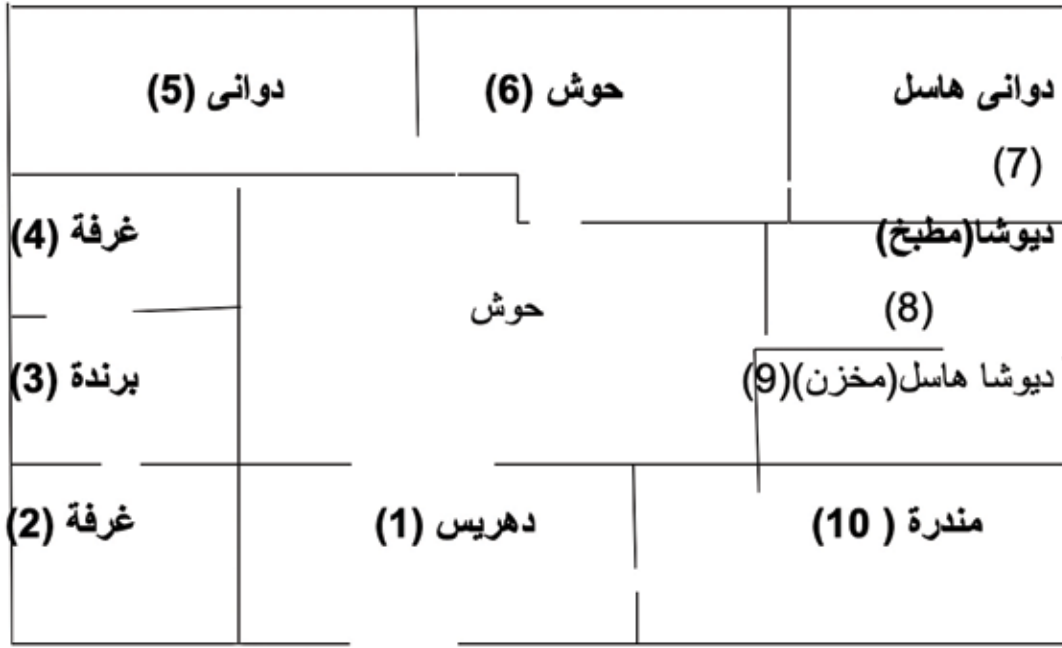 دوانى هاسل
(7)
حوش (6)
دوانى (5)
ديوشا(مطبخ)
(8)
غرفة (4)
حوش
ديوشا هاسل(مخزن)(9)
برندة (3)
مندرة ( 10)
دهريس (1)
غرفة (2)